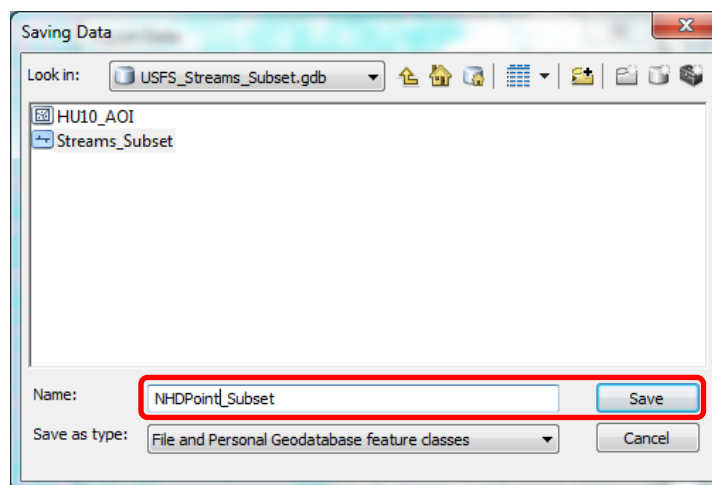 Saving Data
Look in: USFS_Streams_Subset.gdb
HU10_AOI
Streams_Subset
Name: NHDPoint_Subset Save
Save as type: File and Personal Geodatabase feature classes Cancel